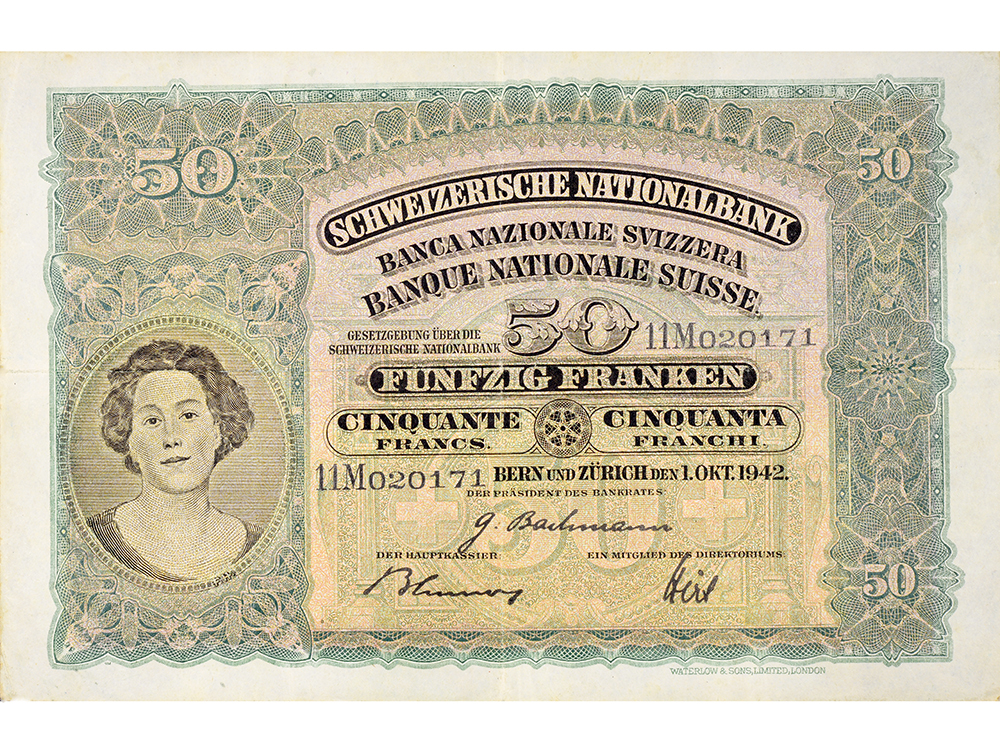 50
50
SCHWEIZERISCHE NATIONALBANK
BANCA NAZIONALE SVIZZERA
BANQUE NATIONALE SUISSE.
GESETZGEBUNG ÜBER DIE
SCHWEIZERISCHE NATIONALBANK
50
11M020171
FÜNFZIG FRANKEN
CINQUANTE
FRANCS.
CINQUANTA
FRANCHI.
11M020171
BERN UND ZÜRICH DEN 1. OKT. 1942.
DER PRÄSIDENT DES BANKRATES
G. Bachmann
DER HAUPTKASSIER:
EIN MITGLIED DES DIREKTORIUMS:
Hirs
50
WATERLOW & SONS, LIMITED, LONDON